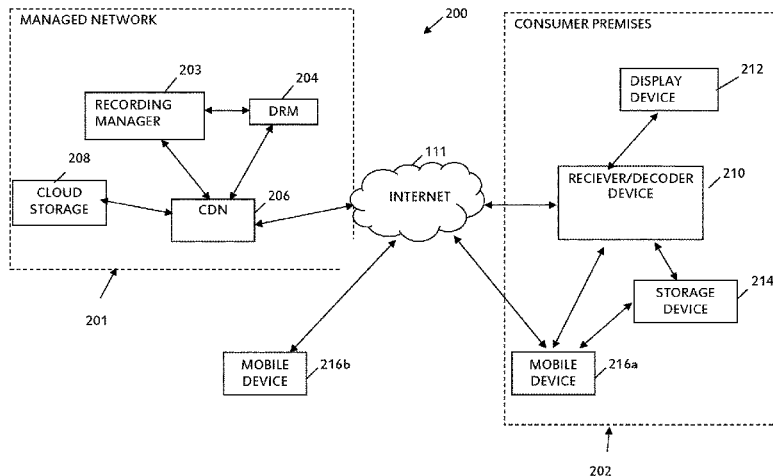 MANAGED NETWORK
200
CONSUMER PREMISES
203
204
212
RECORDING
MANAGER
DRM
DISPLAY
DEVICE
208
111
CLOUD
STORAGE
206
CDN
INTERNET
RECIEVER/DECODER
DEVICE
210
214
STORAGE
DEVICE
201
MOBILE
DEVICE
216b
MOBILE
DEVICE
216a
202